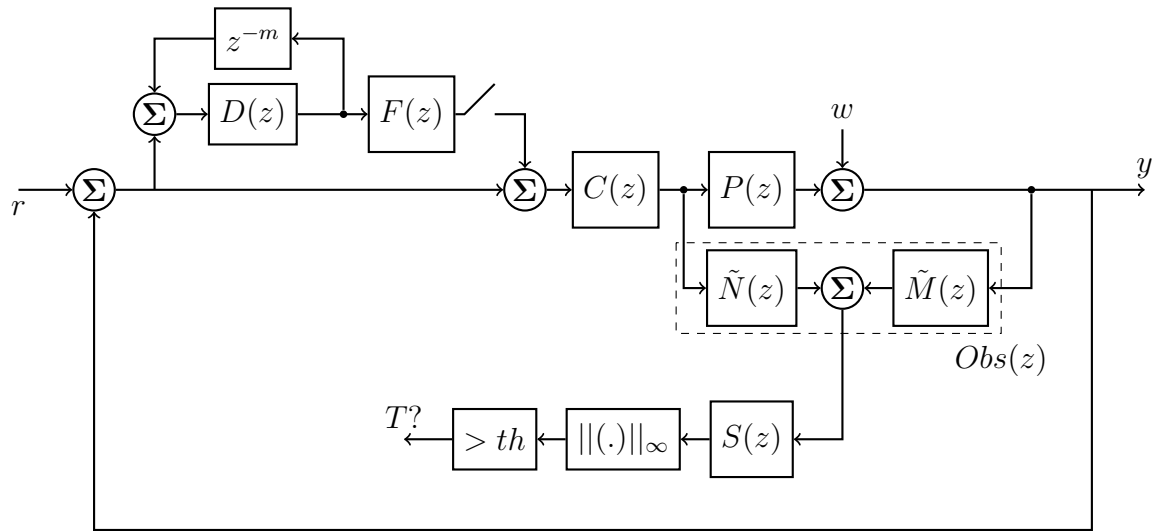 z^{-m}
Σ
D(z)
F(z)
w
y
r
Σ
Σ
C(z)
P(z)
Σ
Ñ(z)
Σ
M̃(z)
Obs(z)
T?
> th
||(.)||_∞
S(z)